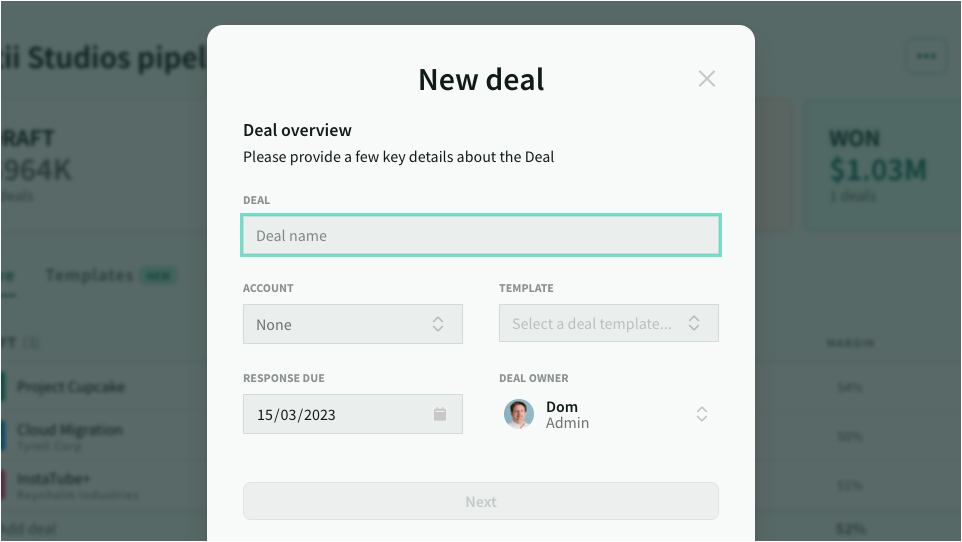 ii Studios pipel
•••
New deal
Deal overview
Please provide a few key details about the Deal
RAFT
964K
deals
WON
$1.03M
1 deals
DEAL
Deal name
Templates NEW
ACCOUNT
TEMPLATE
None
Select a deal template...
FT (3)
MARGIN
RESPONSE DUE
DEAL OWNER
Project Cupcake
54%
15/03/2023
Dom
Admin
Cloud Migration
Tyrell Corp
50%
InstaTube+
Reynholm Industries
51%
Next
Add deal
52%